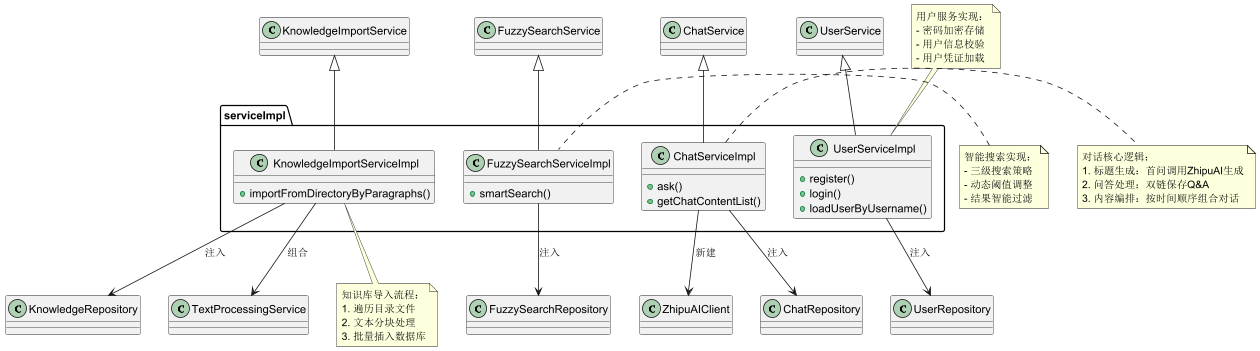 C KnowledgeImportService
C FuzzySearchService
C ChatService
C UserService
用户服务实现：
- 密码加密存储
- 用户信息校验
- 用户凭证加载
serviceImpl
C KnowledgeImportServiceImpl
importFromDirectoryByParagraphs()
C FuzzySearchServiceImpl
smartSearch()
C ChatServiceImpl
ask()
getChatContentList()
C UserServiceImpl
register()
login()
loadUserByUsername()
智能搜索实现：
- 三级搜索策略
- 动态阈值调整
- 结果智能过滤
对话核心逻辑：
1. 标题生成：首问调用ZhipuAI生成
2. 问答处理：双链保存Q&A
3. 内容编排：按时间顺序组合对话
注入
组合
注入
新建
注入
注入
C KnowledgeRepository
C TextProcessingService
知识库导入流程：
1. 遍历目录文件
2. 文本分块处理
3. 批量插入数据库
C FuzzySearchRepository
C ZhipuAIClient
C ChatRepository
C UserRepository